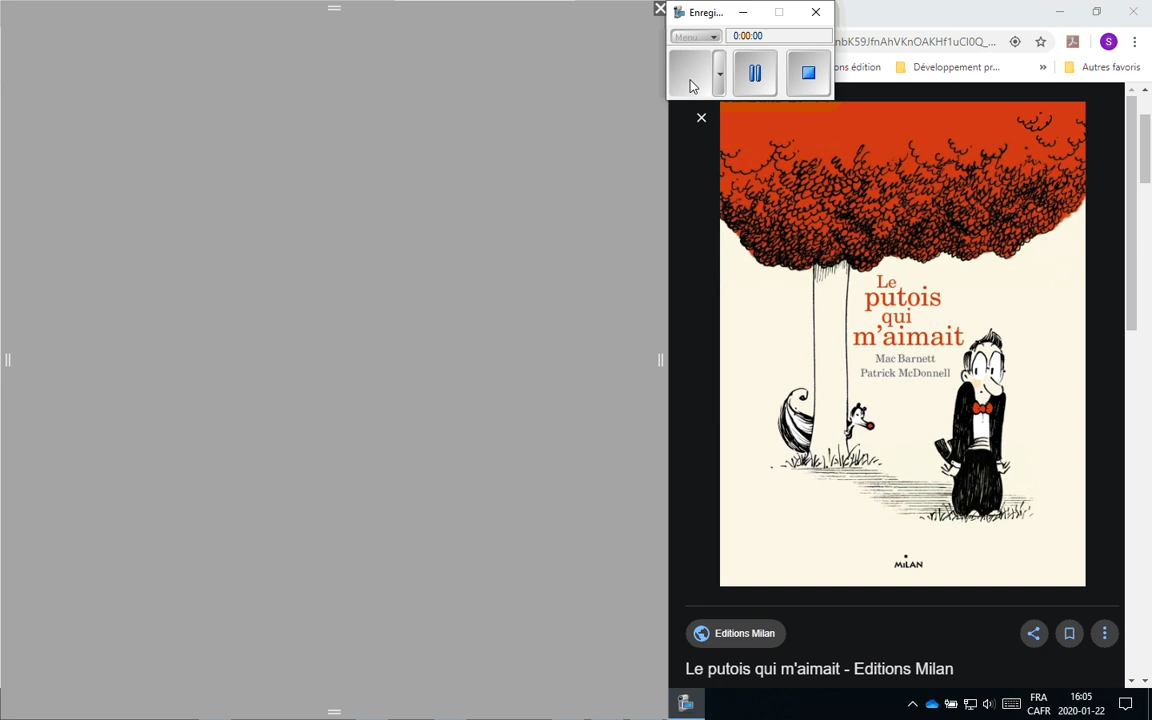 Enregi...
Menu...
0:00:00
nbK59JfnAhVKnOAKHf1uCI0Q_...
S
ons édition
Développement pr...
»
Autres favoris
Le
putois
qui
m'aimait
Mac Barnett
Patrick McDonnell
MiLAN
Editions Milan
Le putois qui m'aimait - Editions Milan
FRA
CAFR
16:05
2020-01-22